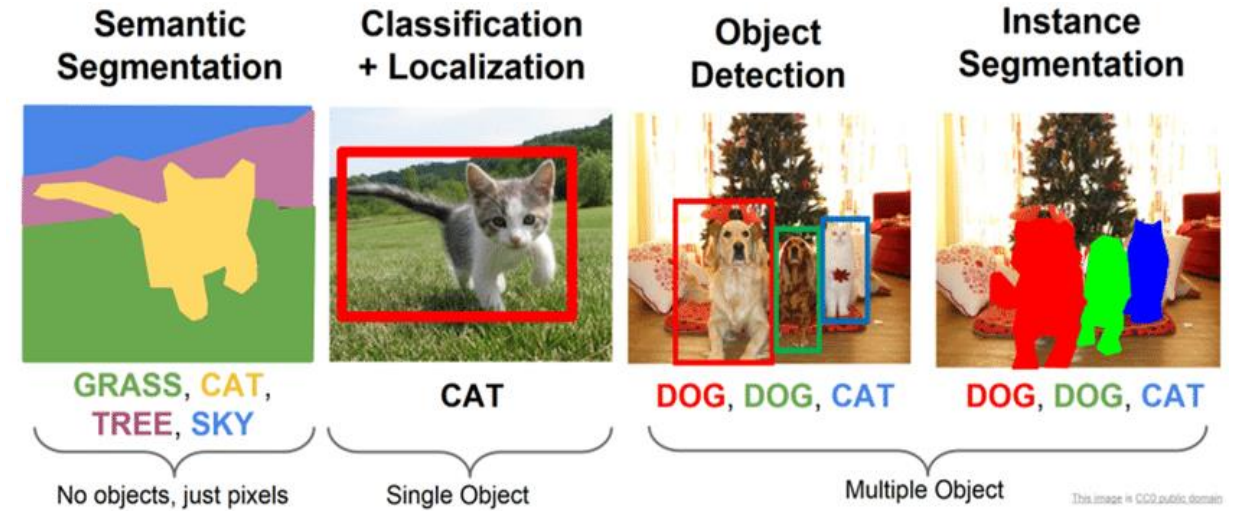 Semantic
Segmentation
Classification
+ Localization
Object
Detection
Instance
Segmentation
GRASS, CAT,
TREE, SKY
CAT
DOG, DOG, CAT
DOG, DOG, CAT
No objects, just pixels
Single Object
Multiple Object
This image is CC0 public domain